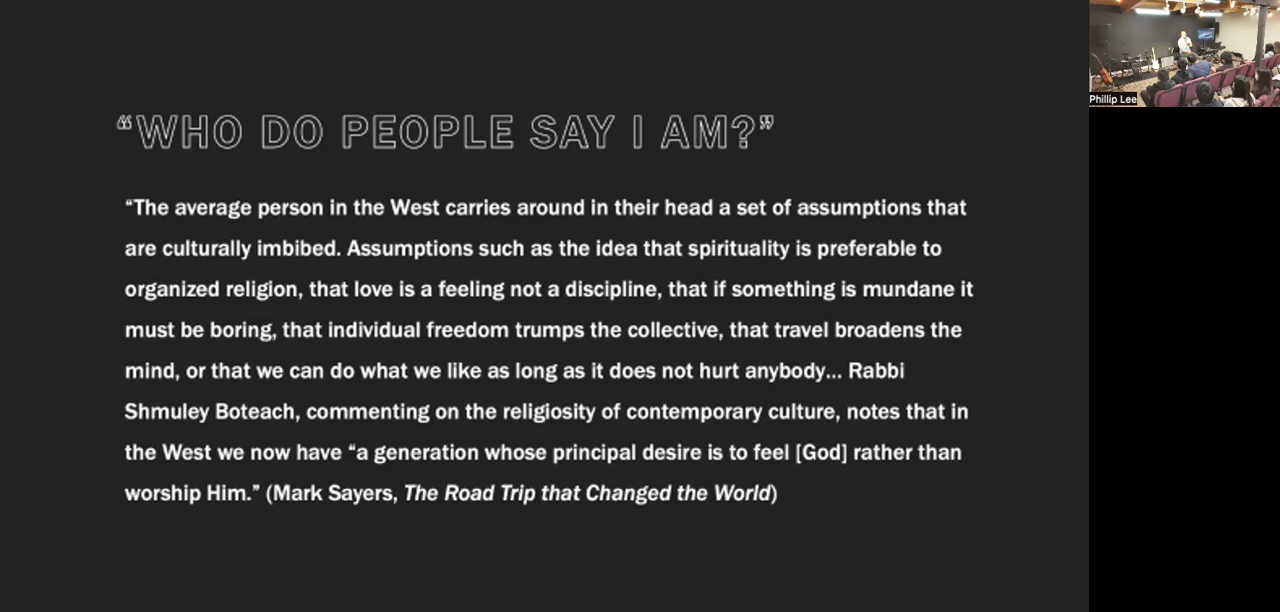 “WHO DO PEOPLE SAY I AM?”
“The average person in the West carries around in their head a set of assumptions that
are culturally imbibed. Assumptions such as the idea that spirituality is preferable to
organized religion, that love is a feeling not a discipline, that if something is mundane it
must be boring, that individual freedom trumps the collective, that travel broadens the
mind, or that we can do what we like as long as it does not hurt anybody... Rabbi
Shmuley Boteach, commenting on the religiosity of contemporary culture, notes that in
the West we now have “a generation whose principal desire is to feel [God] rather than
worship Him.” (Mark Sayers, The Road Trip that Changed the World)
Phillip Lee